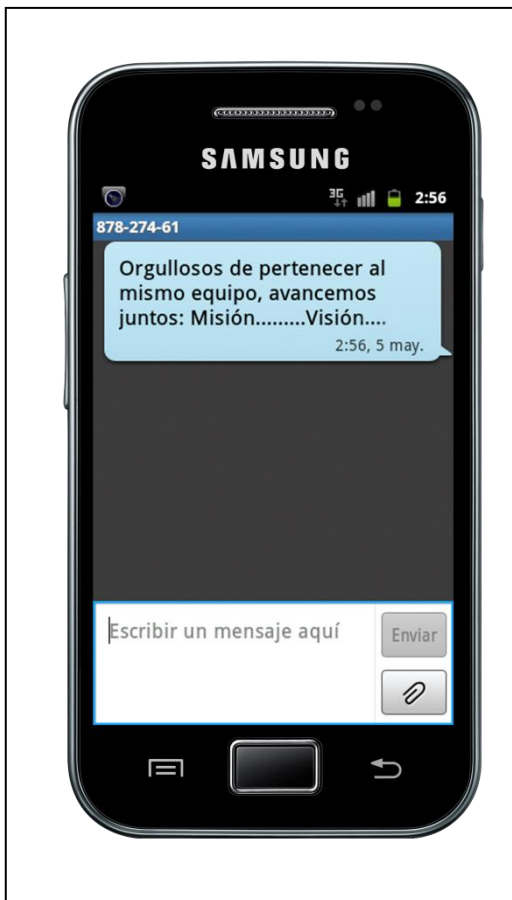 SAMSUNG
3G 2:56
878-274-61
Orgullosos de pertenecer al
mismo equipo, avancemos
juntos: Misión.........Visión....
2:56, 5 may.
Escribir un mensaje aquí
Enviar